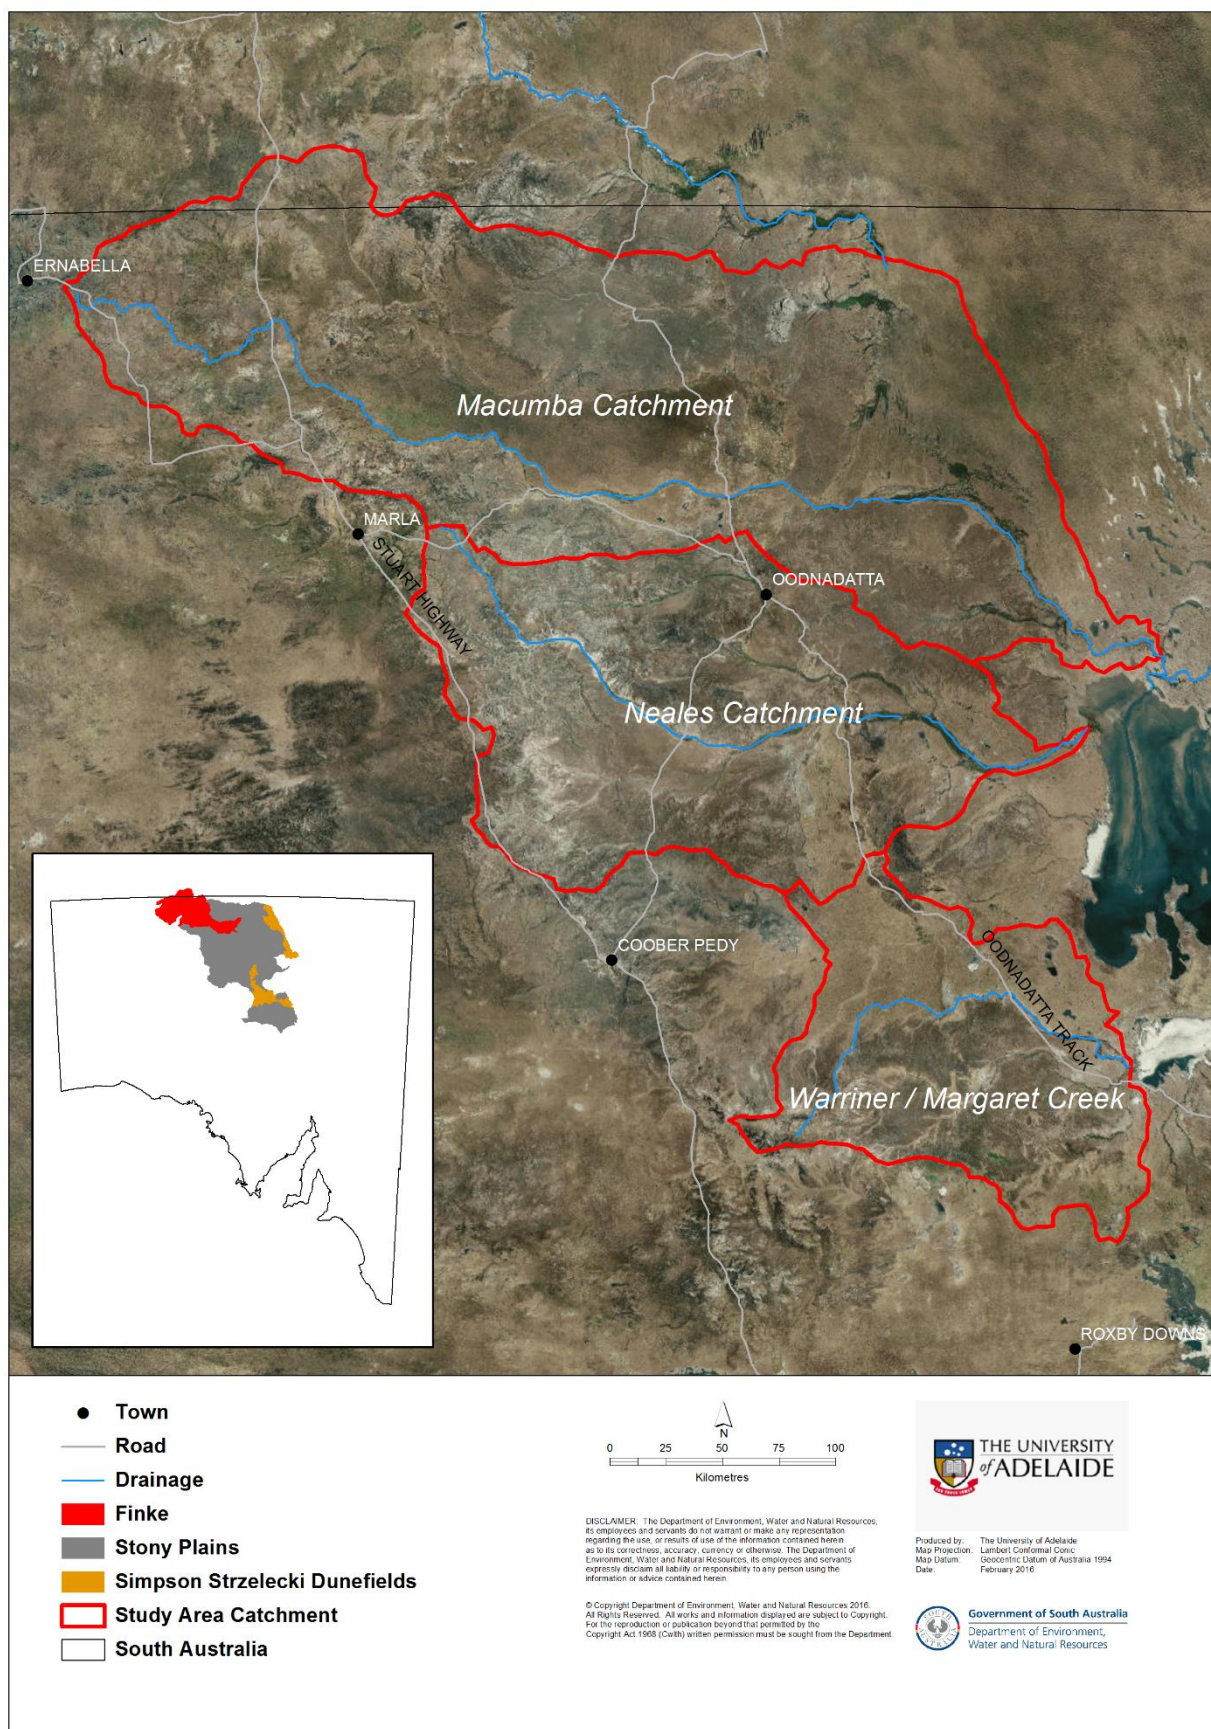 ERNABELLA
Macumba Catchment
MARLA
STUART HIGHWAY
OODNADATTA
Neales Catchment
COOBER PEDY
OODNADATTA TRACK
Warriner / Margaret Creek
ROXBY DOWNS
Town
Road
Drainage
Finke
Stony Plains
Simpson Strzelecki Dunefields
Study Area Catchment
South Australia
N
0 25 50 75 100
Kilometres
DISCLAIMER: The Department of Environment, Water and Natural Resources,
its employees and servants do not warrant or make any representation
regarding the use, or results of use of the information contained herein
as to its correctness, accuracy, currency or otherwise. The Department of
Environment, Water and Natural Resources, its employees and servants
expressly disclaim all liability or responsibility to any person using the
information or advice contained herein.
© Copyright Department of Environment, Water and Natural Resources 2016.
All Rights Reserved. All works and information displayed are subject to Copyright.
For the reproduction or publication beyond that permitted by the
Copyright Act 1968 (Cwlth) written permission must be sought from the Department.
THE UNIVERSITY
of ADELAIDE
Produced by: The University of Adelaide
Map Projection: Lambert Conformal Conic
Map Datum: Geocentric Datum of Australia 1994
Date: February 2016
SOUTH AUSTRALIA
Government of South Australia
Department of Environment,
Water and Natural Resources